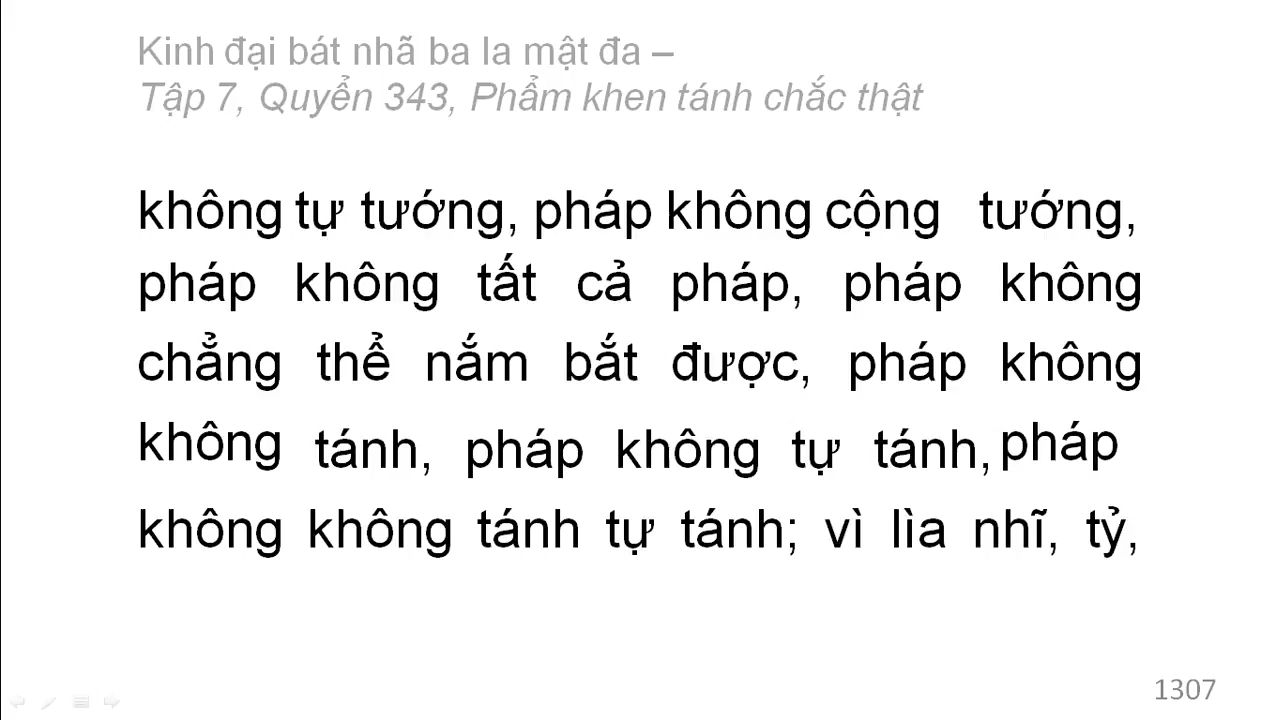 Kinh đại bát nhã ba la mật đa –
Tập 7, Quyển 343, Phẩm khen tánh chắc thật
không tự tướng, pháp không cộng tướng,
pháp không tất cả pháp, pháp không
chẳng thể nắm bắt được, pháp không
không tánh, pháp không tự tánh, pháp
không không tánh tự tánh; vì lìa nhĩ, tỷ,
1307